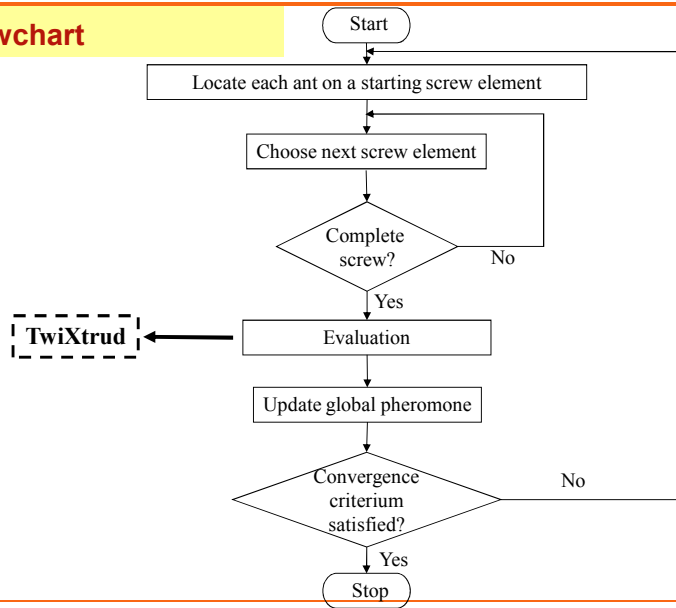 wchart
Start
Locate each ant on a starting screw element
Choose next screw element
Complete
screw?
No
Yes
TwiXtrud
Evaluation
Update global pheromone
Convergence
criterium
satisfied?
No
Yes
Stop